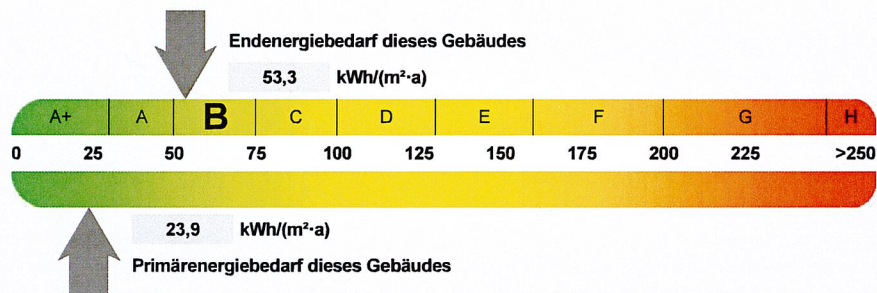 Endenergiebedarf dieses Gebäudes
53,3 kWh/(m²·a)
A+ A B C D E F G H
0 25 50 75 100 125 150 175 200 225 >250
23,9 kWh/(m²·a)
Primärenergiebedarf dieses Gebäudes